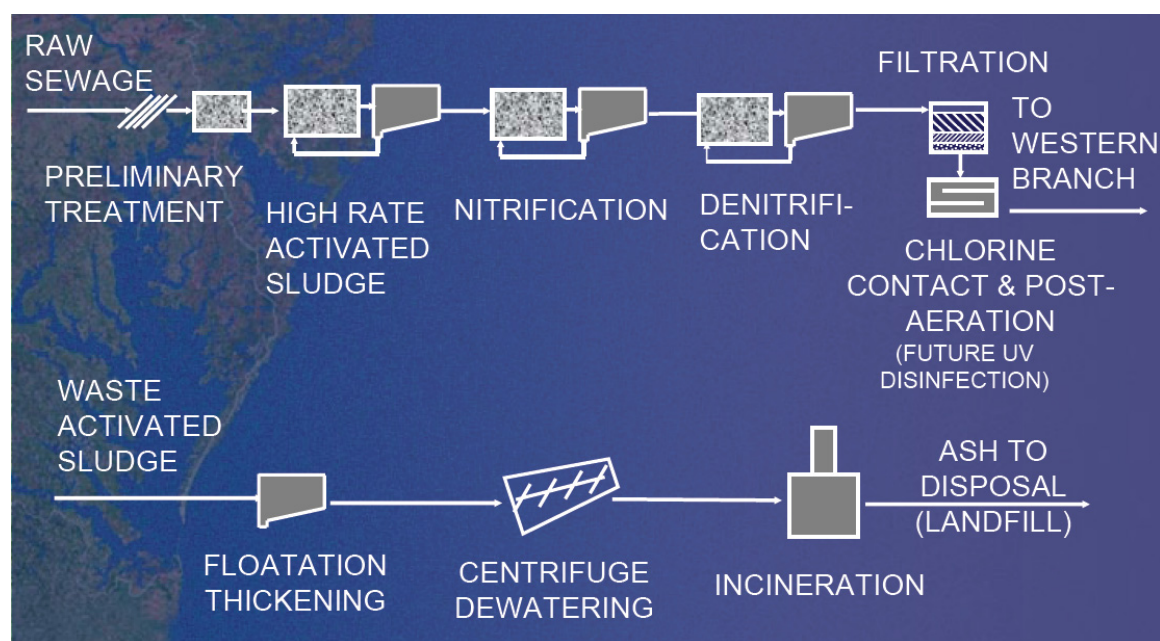 RAW
SEWAGE
PRELIMINARY
TREATMENT
HIGH RATE
ACTIVATED
SLUDGE
NITRIFICATION
DENITRIFI-
CATION
FILTRATION
TO
WESTERN
BRANCH
CHLORINE
CONTACT & POST-
AERATION
(FUTURE UV
DISINFECTION)
WASTE
ACTIVATED
SLUDGE
FLOATATION
THICKENING
CENTRIFUGE
DEWATERING
INCINERATION
ASH TO
DISPOSAL
(LANDFILL)